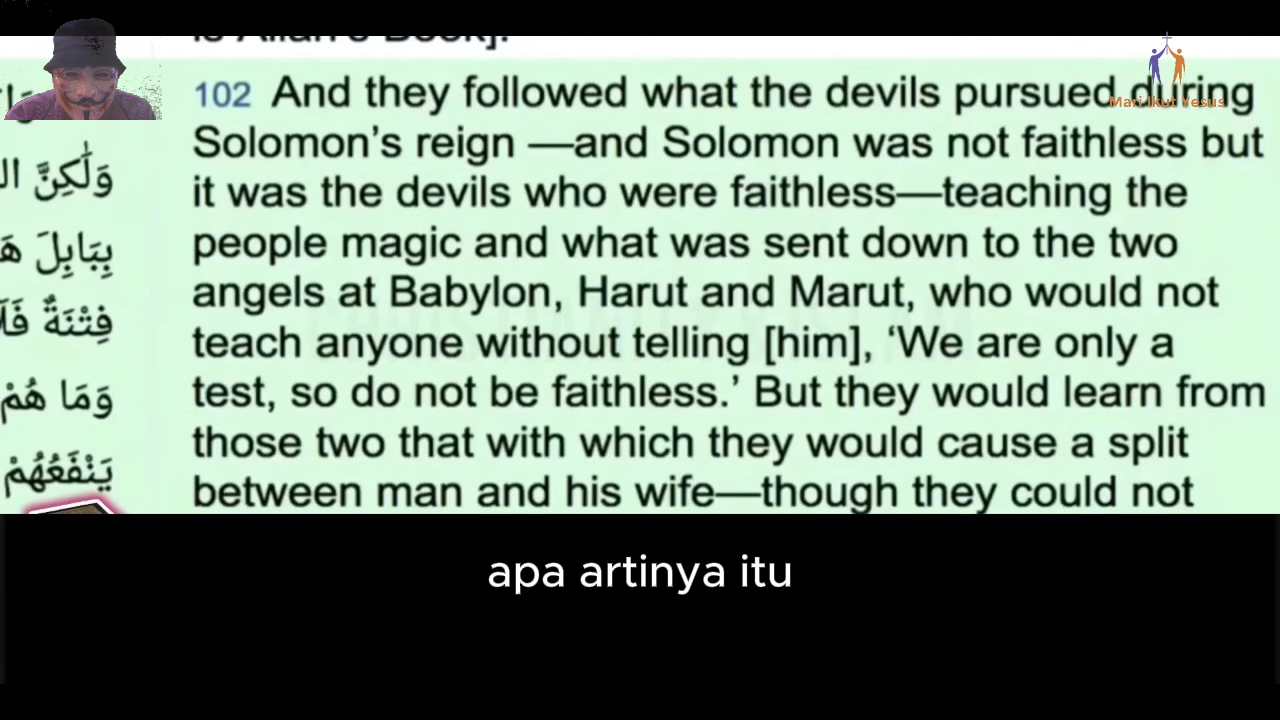 102 And they followed what the devils pursued during
Solomon's reign —and Solomon was not faithless but
it was the devils who were faithless—teaching the
people magic and what was sent down to the two
angels at Babylon, Harut and Marut, who would not
teach anyone without telling [him], ‘We are only a
test, so do not be faithless.’ But they would learn from
those two that with which they would cause a split
between man and his wife—though they could not
وَلَٰكِنَّ
بِبَابِلَ
فِتْنَةٌ
وَمَا هُمْ
يَنْفَعُهُمْ
Mari Ikut Yesus
apa artinya itu